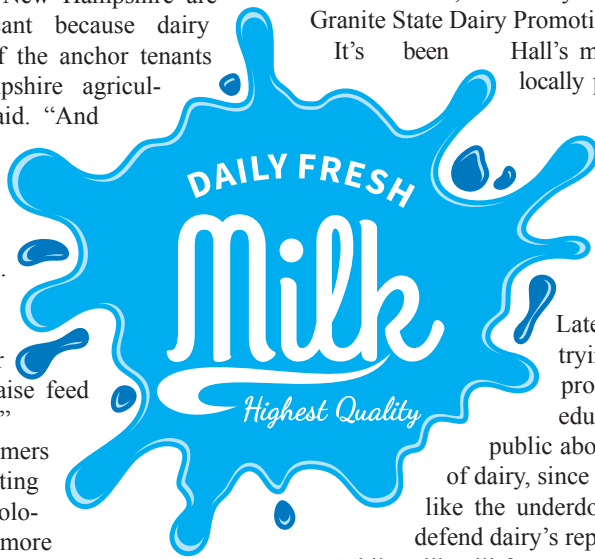 New Hampshire are
cant because dairy
f the anchor tenants
pshire agricul-
aid. “And
r
aise feed
”
mers
ting
olo-
more
DAILY FRESH
Milk
Highest Quality
Granite State Dairy Promoti
It’s been Hall’s m
locally p
Late
tryin
pro
edu
public abo
of dairy, since
like the underdo
defend dairy’s rep